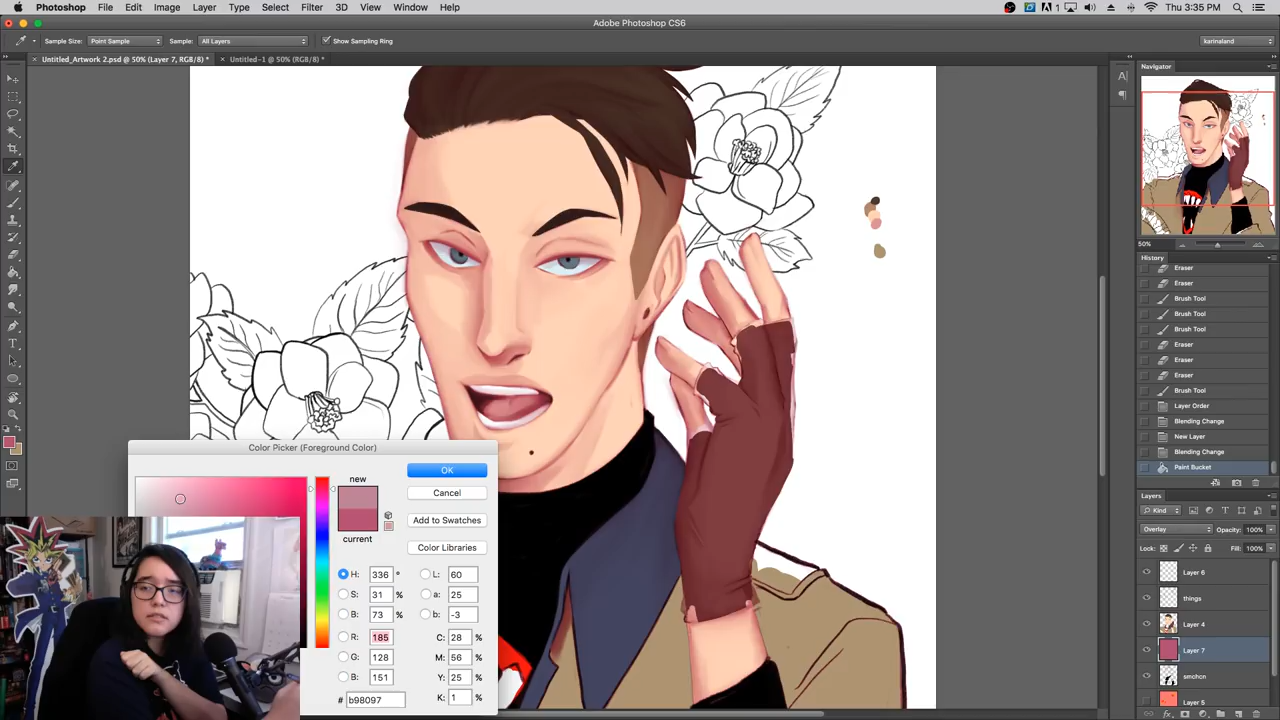 Photoshop File Edit Image Layer Type Select Filter 3D View Window Help
1 Thu 3:35 PM
Adobe Photoshop CS6
Sample Size: Point Sample Sample: All Layers Show Sampling Ring
karinaland
Untitled_Artwork 2.psd @ 50% (Layer 7, RGB/8) *
Untitled-1 @ 50% (RGB/8) *
Navigator
50%
History
Eraser
Eraser
Brush Tool
Brush Tool
Brush Tool
Eraser
Eraser
Eraser
Brush Tool
Layer Order
Blending Change
New Layer
Blending Change
Paint Bucket
Layers
Kind
Overlay Opacity: 100%
Lock: Fill: 100%
Layer 6
things
Layer 4
Layer 7
smohon
Layer 5
Color Picker (Foreground Color)
new
current
OK
Cancel
Add to Swatches
Color Libraries
H: 336 °
S: 31 %
B: 73 %
R: 185
G: 128
B: 151
# b98097
L: 60
a: 25
b: -3
C: 28 %
M: 56 %
Y: 25 %
K: 1 %